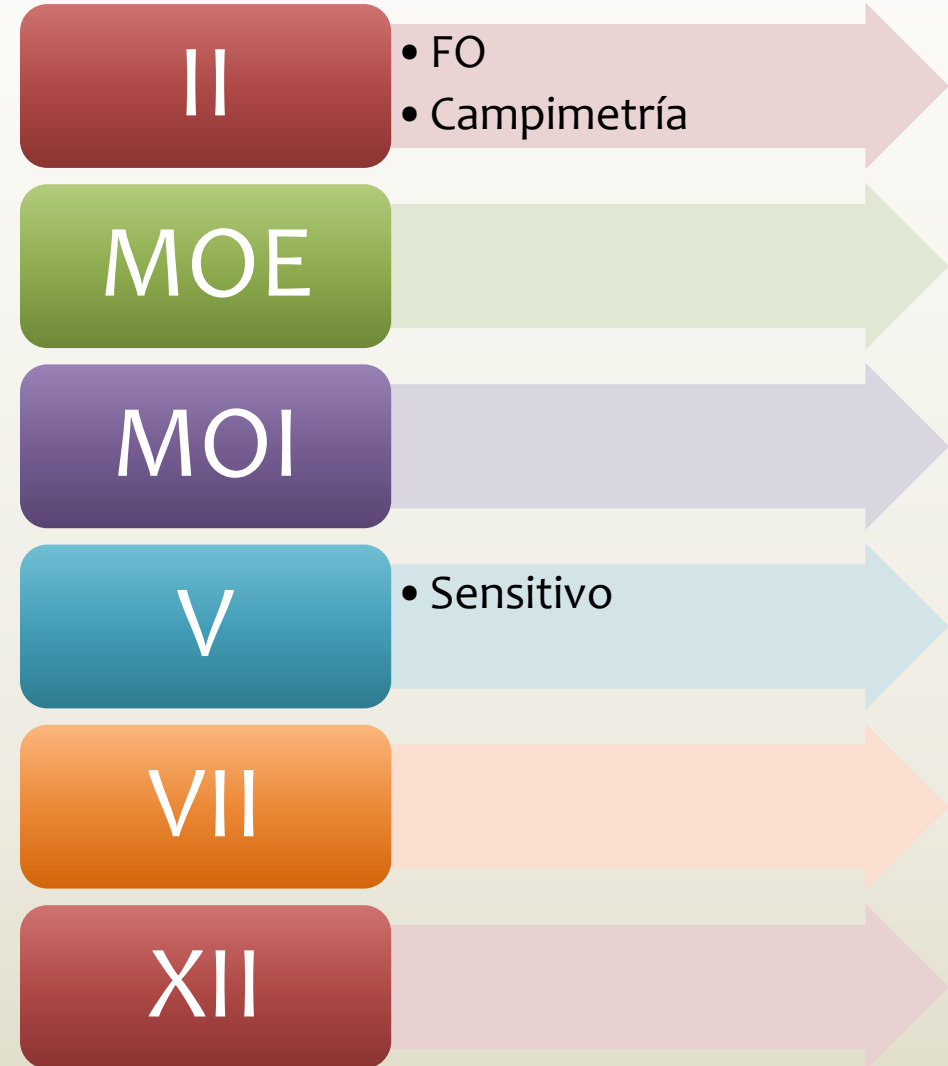 II
• FO
• Campimetría
MOE
MOI
V
• Sensitivo
VII
XII